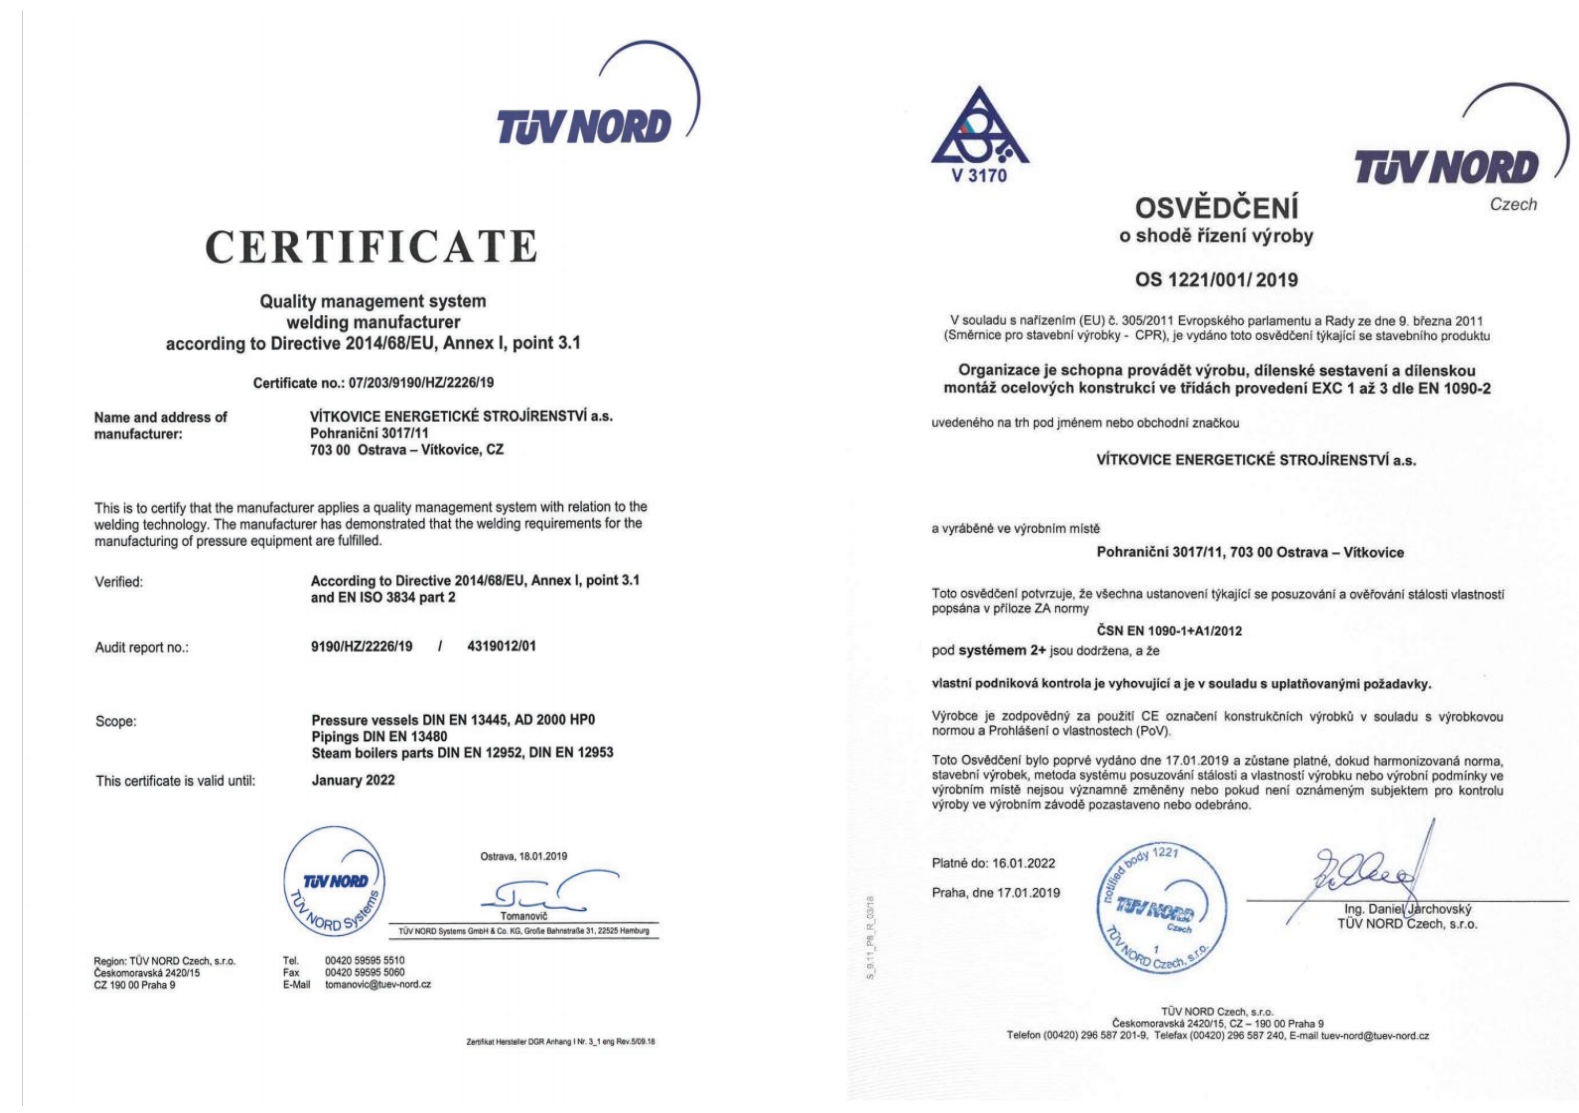 TÜV NORD
CERTIFICATE
Quality management system
welding manufacturer
according to Directive 2014/68/EU, Annex I, point 3.1
Certificate no.: 07/203/9190/HZ/2226/19
Name and address of
manufacturer:
VÍTKOVICE ENERGETICKÉ STROJÍRENSTVÍ a.s.
Pohraniční 3017/11
703 00 Ostrava – Vítkovice, CZ
This is to certify that the manufacturer applies a quality management system with relation to the
welding technology. The manufacturer has demonstrated that the welding requirements for the
manufacturing of pressure equipment are fulfilled.
Verified:
According to Directive 2014/68/EU, Annex I, point 3.1
and EN ISO 3834 part 2
Audit report no.: 9190/HZ/2226/19 / 4319012/01
Scope:
Pressure vessels DIN EN 13445, AD 2000 HP0
Pipings DIN EN 13480
Steam boilers parts DIN EN 12952, DIN EN 12953
This certificate is valid until: January 2022
TÜV NORD
TÜV NORD Systems
Ostrava, 18.01.2019
Tomanovič
TÜV NORD Systems GmbH & Co. KG, Große Bahnstraße 31, 22525 Hamburg
Region: TÜV NORD Czech, s.r.o.
Českomoravská 2420/15
CZ 190 00 Praha 9
Tel. 00420 59595 5510
Fax 00420 59595 5060
E-Mail tomanovic@tuev-nord.cz
Zertifikat Hersteller DGR Anhang I Nr. 3_1 eng Rev.5/09.16
V 3170
TÜV NORD
Czech
OSVĚDČENÍ
o shodě řízení výroby
OS 1221/001/ 2019
V souladu s nařízením (EU) č. 305/2011 Evropského parlamentu a Rady ze dne 9. března 2011
(Směrnice pro stavební výrobky - CPR), je vydáno toto osvědčení týkající se stavebního produktu
Organizace je schopna provádět výrobu, dílenské sestavení a dílenskou
montáž ocelových konstrukcí ve třídách provedení EXC 1 až 3 dle EN 1090-2
uvedeného na trh pod jménem nebo obchodní značkou
VÍTKOVICE ENERGETICKÉ STROJÍRENSTVÍ a.s.
a vyráběné ve výrobním místě
Pohraniční 3017/11, 703 00 Ostrava – Vítkovice
Toto osvědčení potvrzuje, že všechna ustanovení týkající se posuzování a ověřování stálosti vlastností
popsána v příloze ZA normy
ČSN EN 1090-1+A1/2012
pod systémem 2+ jsou dodržena, a že
vlastní podniková kontrola je vyhovující a je v souladu s uplatňovanými požadavky.
Výrobce je zodpovědný za použití CE označení konstrukčních výrobků v souladu s výrobkovou
normou a Prohlášení o vlastnostech (PoV).
Toto Osvědčení bylo poprvé vydáno dne 17.01.2019 a zůstane platné, dokud harmonizovaná norma,
stavební výrobek, metoda systému posuzování stálosti a vlastností výrobku nebo výrobní podmínky ve
výrobním místě nejsou významně změněny nebo pokud není oznámeným subjektem pro kontrolu
výroby ve výrobním závodě pozastaveno nebo odebráno.
Platné do: 16.01.2022
Praha, dne 17.01.2019
notified body 1221
TÜV NORD
Czech
1
TÜV NORD Czech, s.r.o.
Ing. Daniel Jarchovský
TÜV NORD Czech, s.r.o.
S_9.11_P8_R_03/18
TÜV NORD Czech, s.r.o.
Českomoravská 2420/15, CZ – 190 00 Praha 9
Telefon (00420) 296 587 201-9, Telefax (00420) 296 587 240, E-mail tuev-nord@tuev-nord.cz